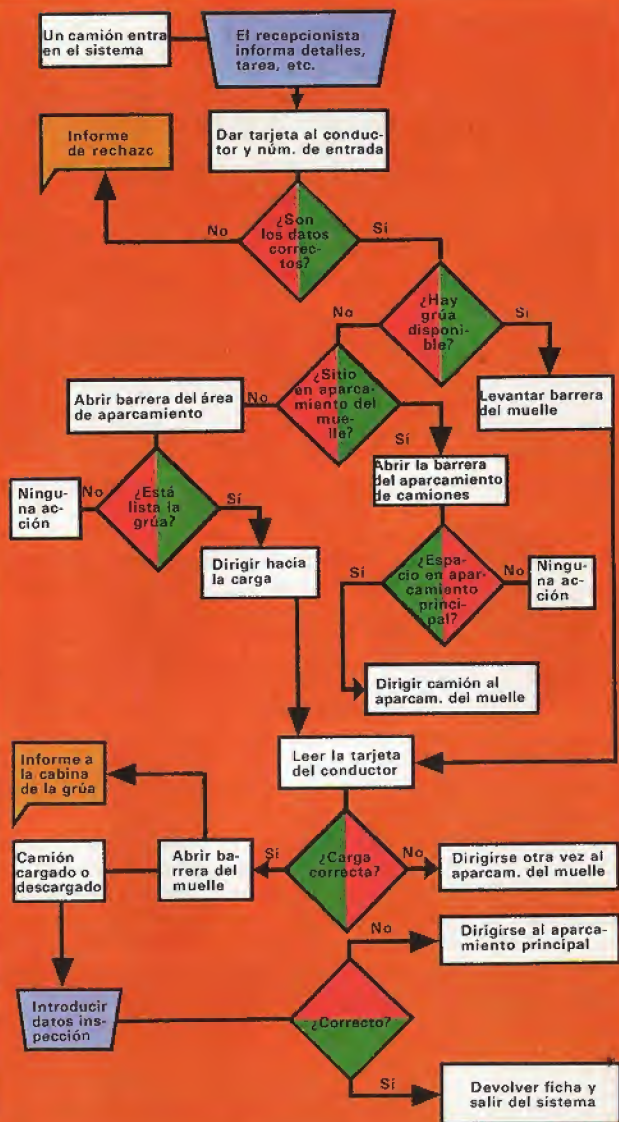 Un camión entra
en el sistema
El recepcionista
informa detalles,
tarea, etc.
Informe
de rechazc
Dar tarjeta al conduc-
tor y núm. de entrada
¿Son
los datos
correc-
tos?
No
Sí
¿Hay
grúa
disponi-
ble?
No
Si
¿Sitio
en aparca-
miento del
mue-
lle?
No
Sí
Abrir barrera del área
de aparcamiento
Levantar barrera
del muelle
Abrir la barrera
del aparcamiento
de camiones
Ningu-
na ac-
ción
No
¿Está
lista la
grúa?
Sí
Dirigir hacia
la carga
Sí
¿Espa-
cio en apar-
camiento
princi-
pal?
No
Ningu-
na ac-
ción
Dirigir camión al
aparcam. del muelle
Leer la tarjeta
del conductor
Informe a
la cabina
de la grúa
Camión
cargado o
descargado
Abrir ba-
rrera del
muelle
Sí
¿Carga
correcta?
No
Dirigirse otra vez al
aparcam. del muelle
No
Dirigirse al aparca-
miento principal
Introducir
datos ins-
pección
¿Correcto?
Sí
Devolver ficha y
salir del sistema